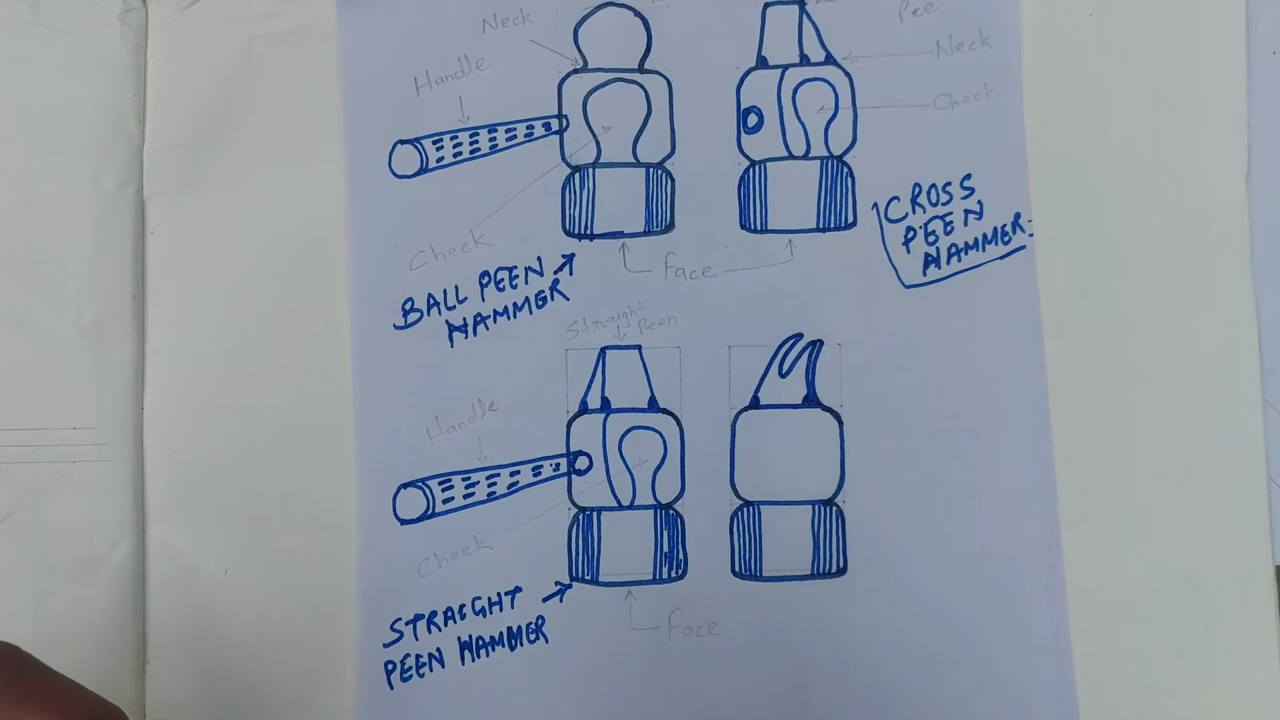 Neck
Handle
Pee
Neck
Cheek
Cheek
Face
BALL PEEN
HAMMER
CROSS
PEEN
HAMMER
Straight
Peen
Handle
Cheek
STRAIGHT
PEEN HAMMER
Face